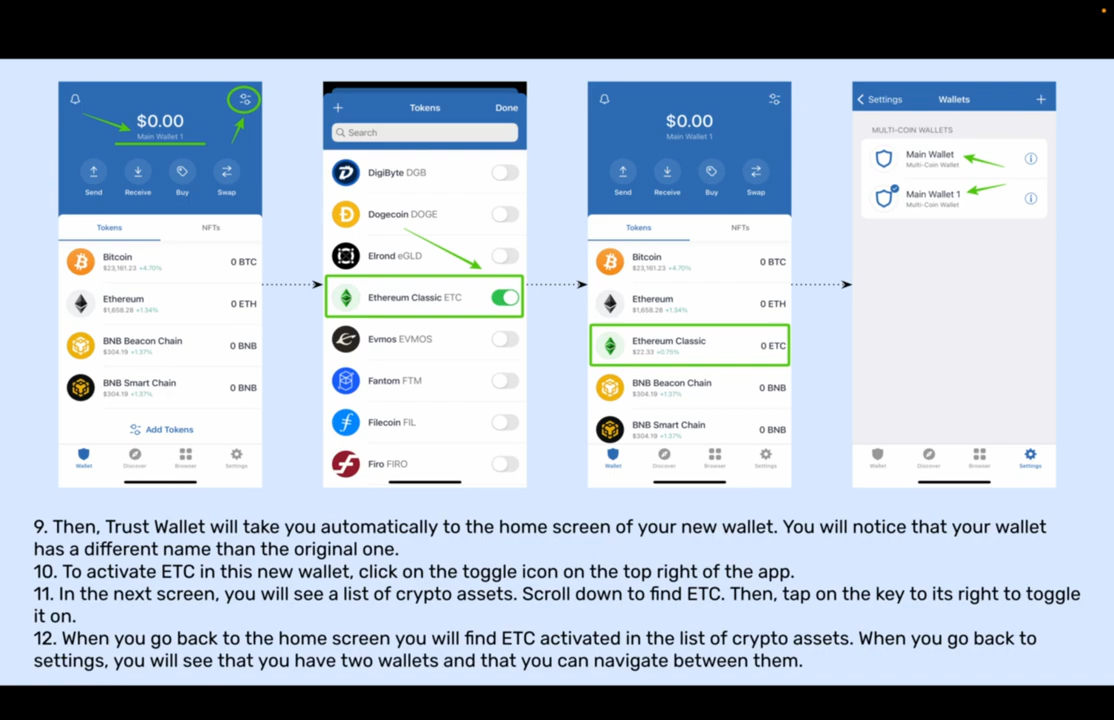 $0.00
Main Wallet 1
Send
Receive
Buy
Swap
Tokens
NFTs
Bitcoin
$23,161.23 +4.70%
0 BTC
Ethereum
$1,658.28 +1.34%
0 ETH
BNB Beacon Chain
$304.19 +1.37%
0 BNB
BNB Smart Chain
$304.19 +1.37%
0 BNB
Add Tokens
Wallet
Discover
Browser
Settings
Tokens
Done
Search
DigiByte DGB
Dogecoin DOGE
Elrond eGLD
Ethereum Classic ETC
Evmos EVMOS
Fantom FTM
Filecoin FIL
Firo FIRO
$0.00
Main Wallet 1
Send
Receive
Buy
Swap
Tokens
NFTs
Bitcoin
$23,161.23 +4.70%
0 BTC
Ethereum
$1,658.28 +1.34%
0 ETH
Ethereum Classic
$22.33 +0.75%
0 ETC
BNB Beacon Chain
$304.19 +1.37%
0 BNB
BNB Smart Chain
$304.19 +1.37%
0 BNB
Wallet
Discover
Browser
Settings
Settings
Wallets
MULTI-COIN WALLETS
Main Wallet
Multi-Coin Wallet
Main Wallet 1
Multi-Coin Wallet
Wallet
Discover
Browser
Settings
9. Then, Trust Wallet will take you automatically to the home screen of your new wallet. You will notice that your wallet
has a different name than the original one.
10. To activate ETC in this new wallet, click on the toggle icon on the top right of the app.
11. In the next screen, you will see a list of crypto assets. Scroll down to find ETC. Then, tap on the key to its right to toggle
it on.
12. When you go back to the home screen you will find ETC activated in the list of crypto assets. When you go back to
settings, you will see that you have two wallets and that you can navigate between them.